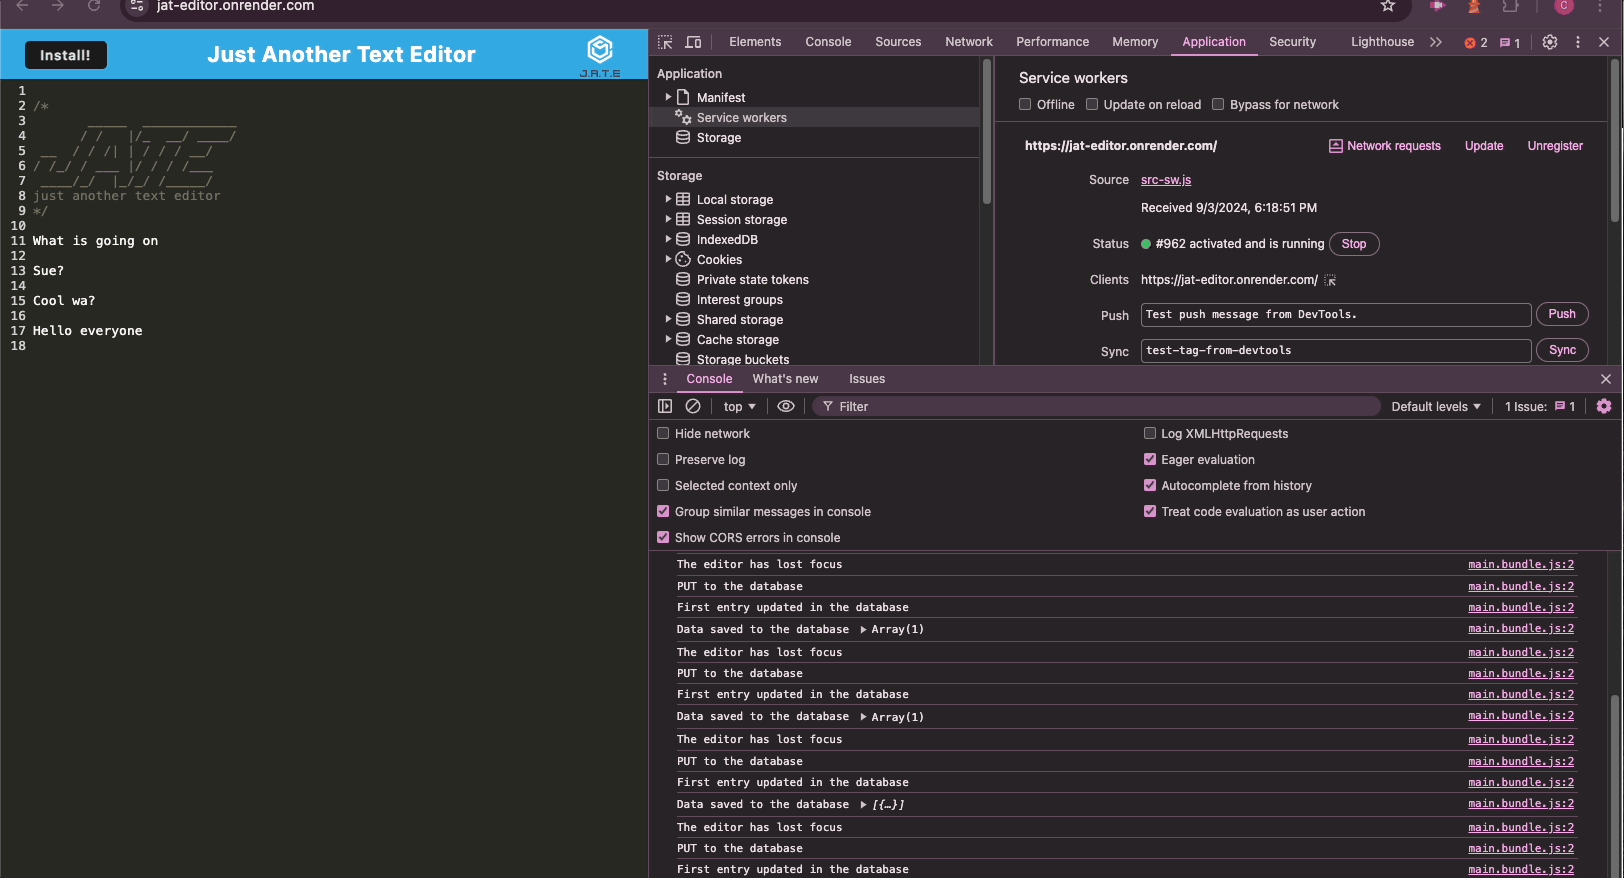 jat-editor.onrender.com
C
Install!
Just Another Text Editor
J.A.T.E
1
2 /*
3        _____  ____________
4       / /   |/_  __/ ____/
5  __  / / /| | / / / __/
6 / /_/ / ___ |/ / / /___
7  ____/_/  |_/_/ /_____/
8 just another text editor
9 */
10
11 What is going on
12
13 Sue?
14
15 Cool wa?
16
17 Hello everyone
18
Elements Console Sources Network Performance Memory Application Security Lighthouse 2 1
Application
Manifest
Service workers
Storage
Storage
Local storage
Session storage
IndexedDB
Cookies
Private state tokens
Interest groups
Shared storage
Cache storage
Storage buckets
Service workers
Offline Update on reload Bypass for network
https://jat-editor.onrender.com/ Network requests Update Unregister
Source src-sw.js
Received 9/3/2024, 6:18:51 PM
Status #962 activated and is running Stop
Clients https://jat-editor.onrender.com/
Push Test push message from DevTools. Push
Sync test-tag-from-devtools Sync
Console What's new Issues
top Filter Default levels 1 Issue: 1
Hide network Log XMLHttpRequests
Preserve log Eager evaluation
Selected context only Autocomplete from history
Group similar messages in console Treat code evaluation as user action
Show CORS errors in console
The editor has lost focus main.bundle.js:2
PUT to the database main.bundle.js:2
First entry updated in the database main.bundle.js:2
Data saved to the database Array(1) main.bundle.js:2
The editor has lost focus main.bundle.js:2
PUT to the database main.bundle.js:2
First entry updated in the database main.bundle.js:2
Data saved to the database Array(1) main.bundle.js:2
The editor has lost focus main.bundle.js:2
PUT to the database main.bundle.js:2
First entry updated in the database main.bundle.js:2
Data saved to the database [{…}] main.bundle.js:2
The editor has lost focus main.bundle.js:2
PUT to the database main.bundle.js:2
First entry updated in the database main.bundle.js:2